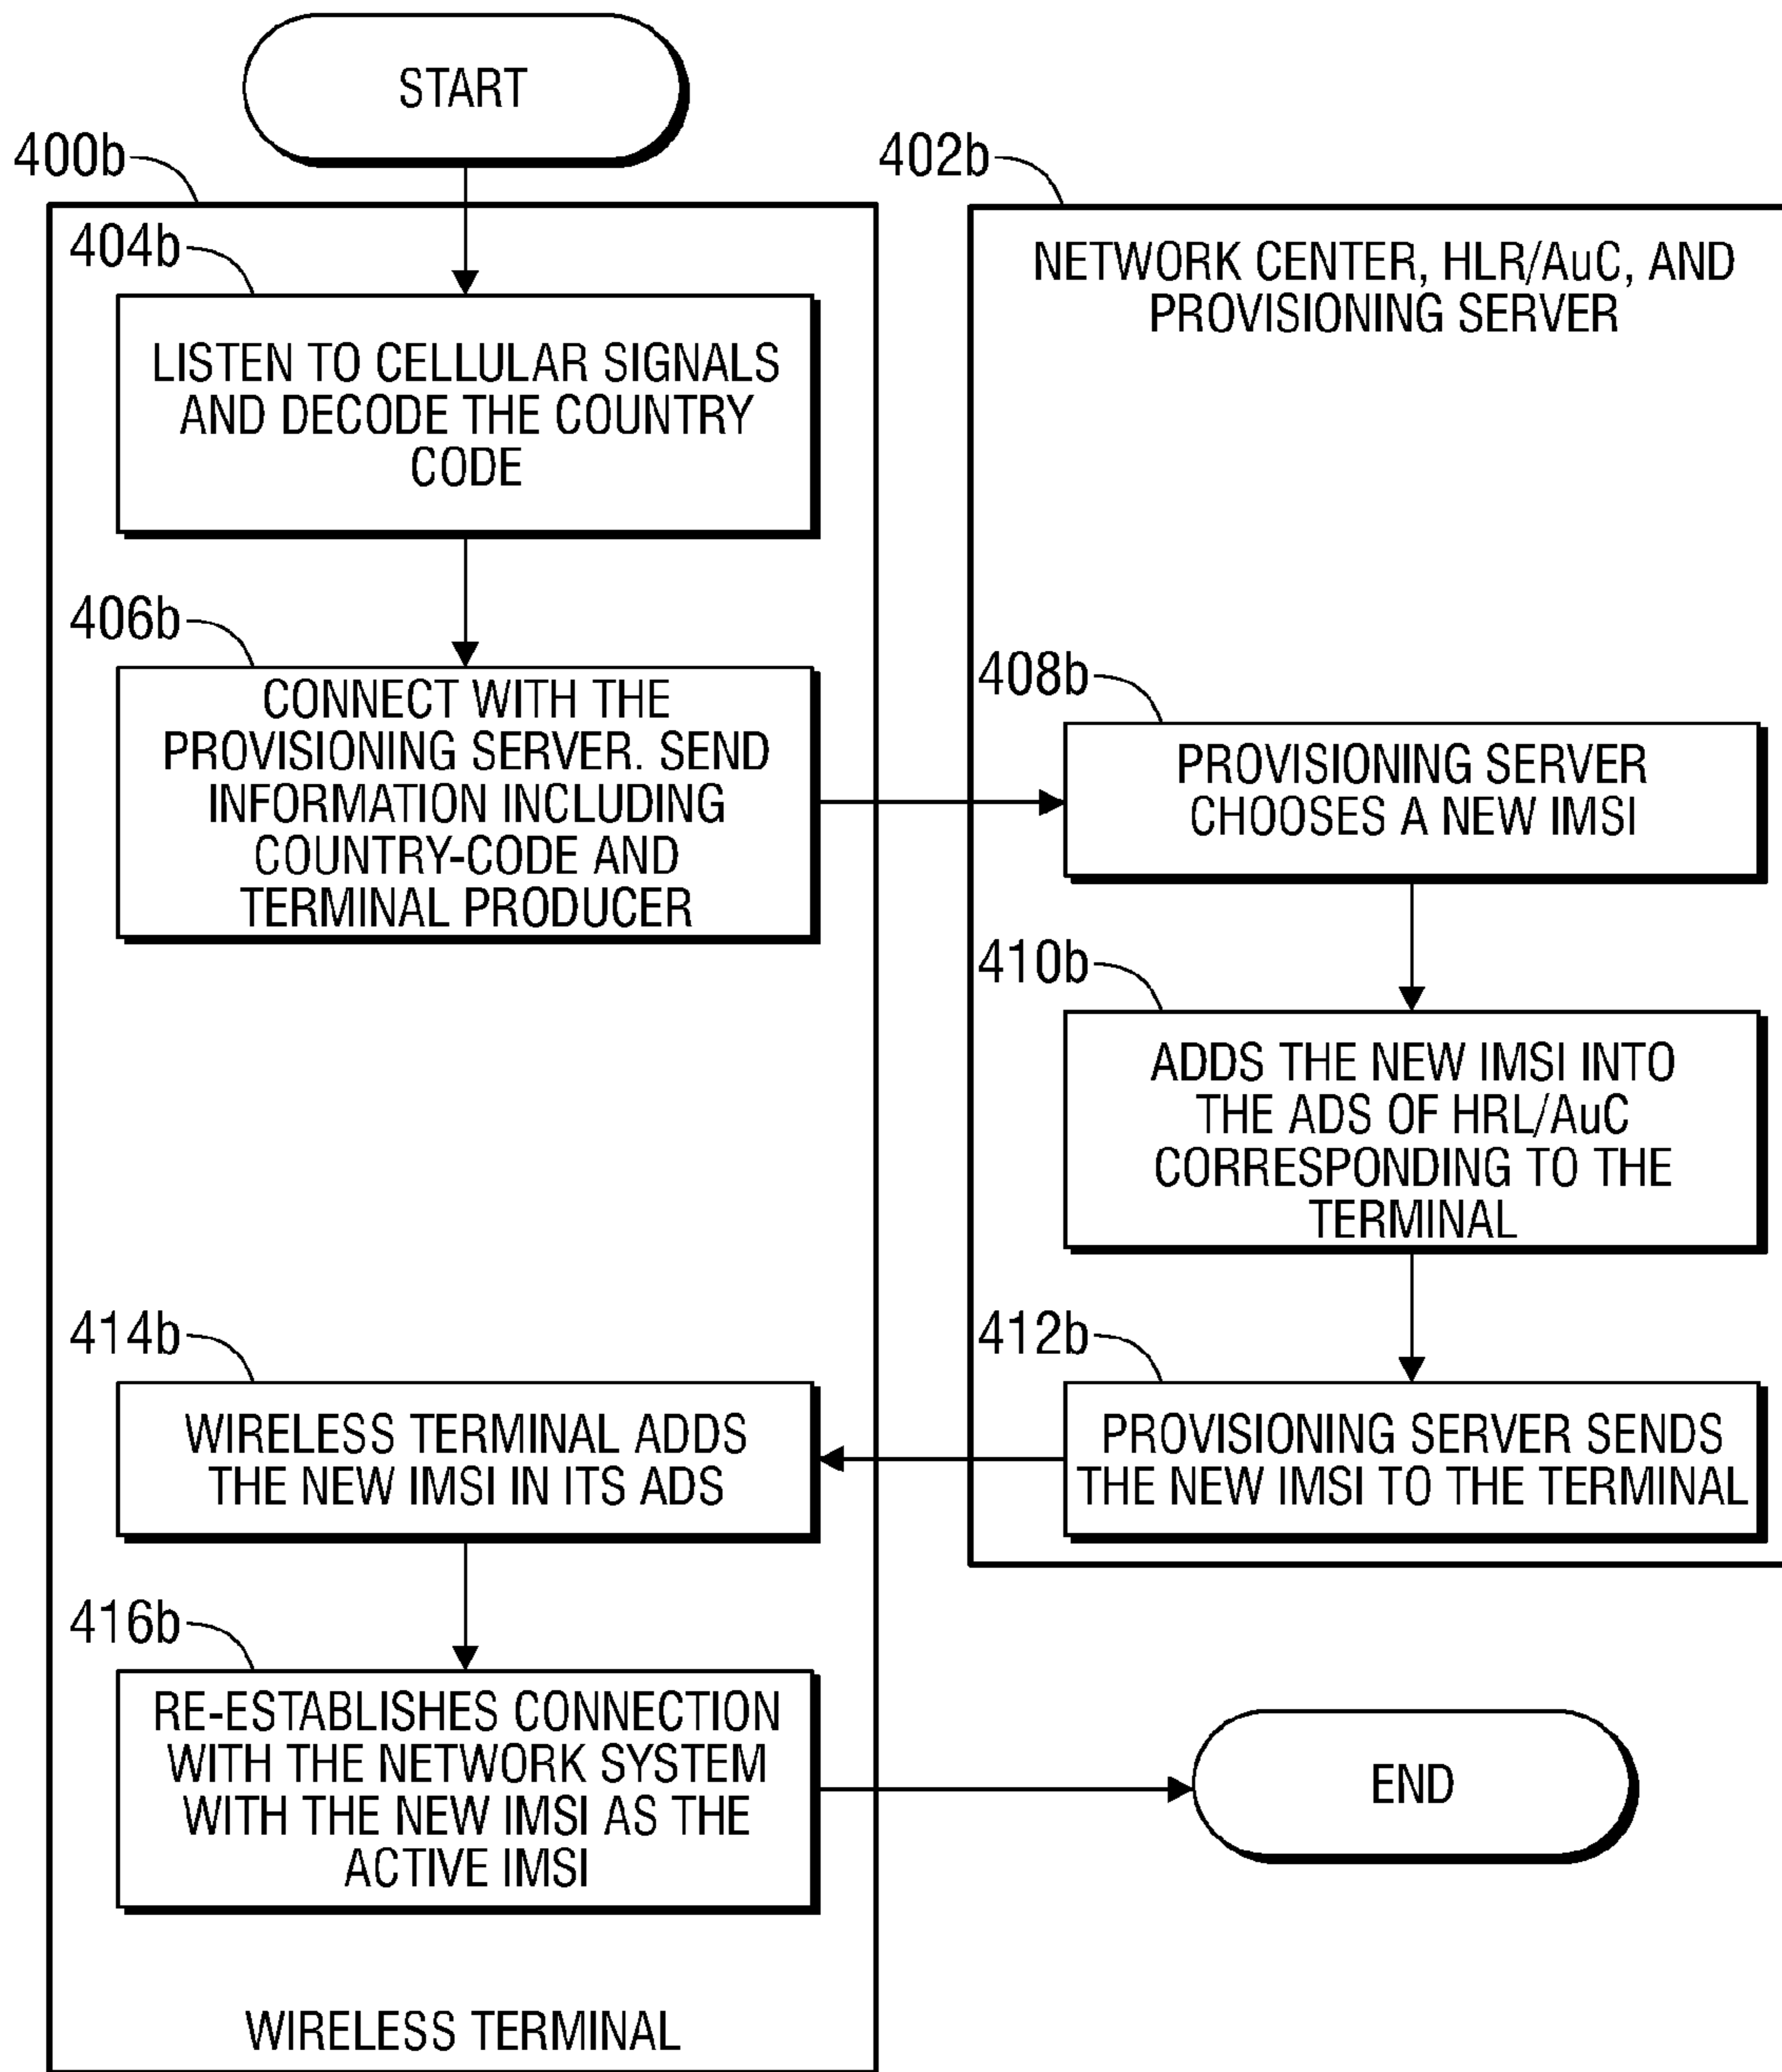 START
400b
404b
LISTEN TO CELLULAR SIGNALS
AND DECODE THE COUNTRY
CODE
406b
CONNECT WITH THE
PROVISIONING SERVER. SEND
INFORMATION INCLUDING
COUNTRY-CODE AND
TERMINAL PRODUCER
402b
NETWORK CENTER, HLR/AuC, AND
PROVISIONING SERVER
408b
PROVISIONING SERVER
CHOOSES A NEW IMSI
410b
ADDS THE NEW IMSI INTO
THE ADS OF HRL/AuC
CORRESPONDING TO THE
TERMINAL
412b
PROVISIONING SERVER SENDS
THE NEW IMSI TO THE TERMINAL
414b
WIRELESS TERMINAL ADDS
THE NEW IMSI IN ITS ADS
416b
RE-ESTABLISHES CONNECTION
WITH THE NETWORK SYSTEM
WITH THE NEW IMSI AS THE
ACTIVE IMSI
END
WIRELESS TERMINAL